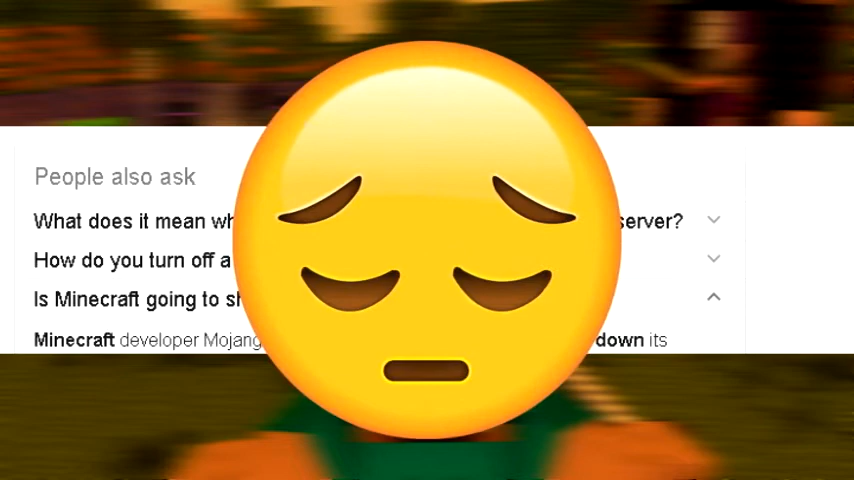 People also ask
What does it mean wh server?
How do you turn off a
Is Minecraft going to sh
Minecraft developer Mojang down its